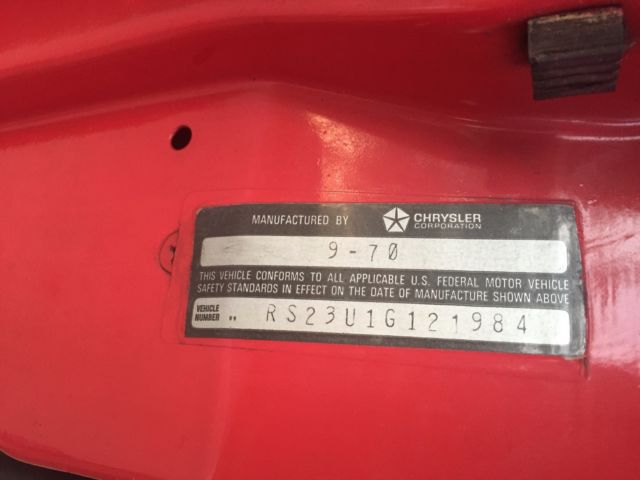 MANUFACTURED BY CHRYSLER CORPORATION
9-70
THIS VEHICLE CONFORMS TO ALL APPLICABLE U.S. FEDERAL MOTOR VEHICLE
SAFETY STANDARDS IN EFFECT ON THE DATE OF MANUFACTURE SHOWN ABOVE
VEHICLE NUMBER " RS23U1G121984